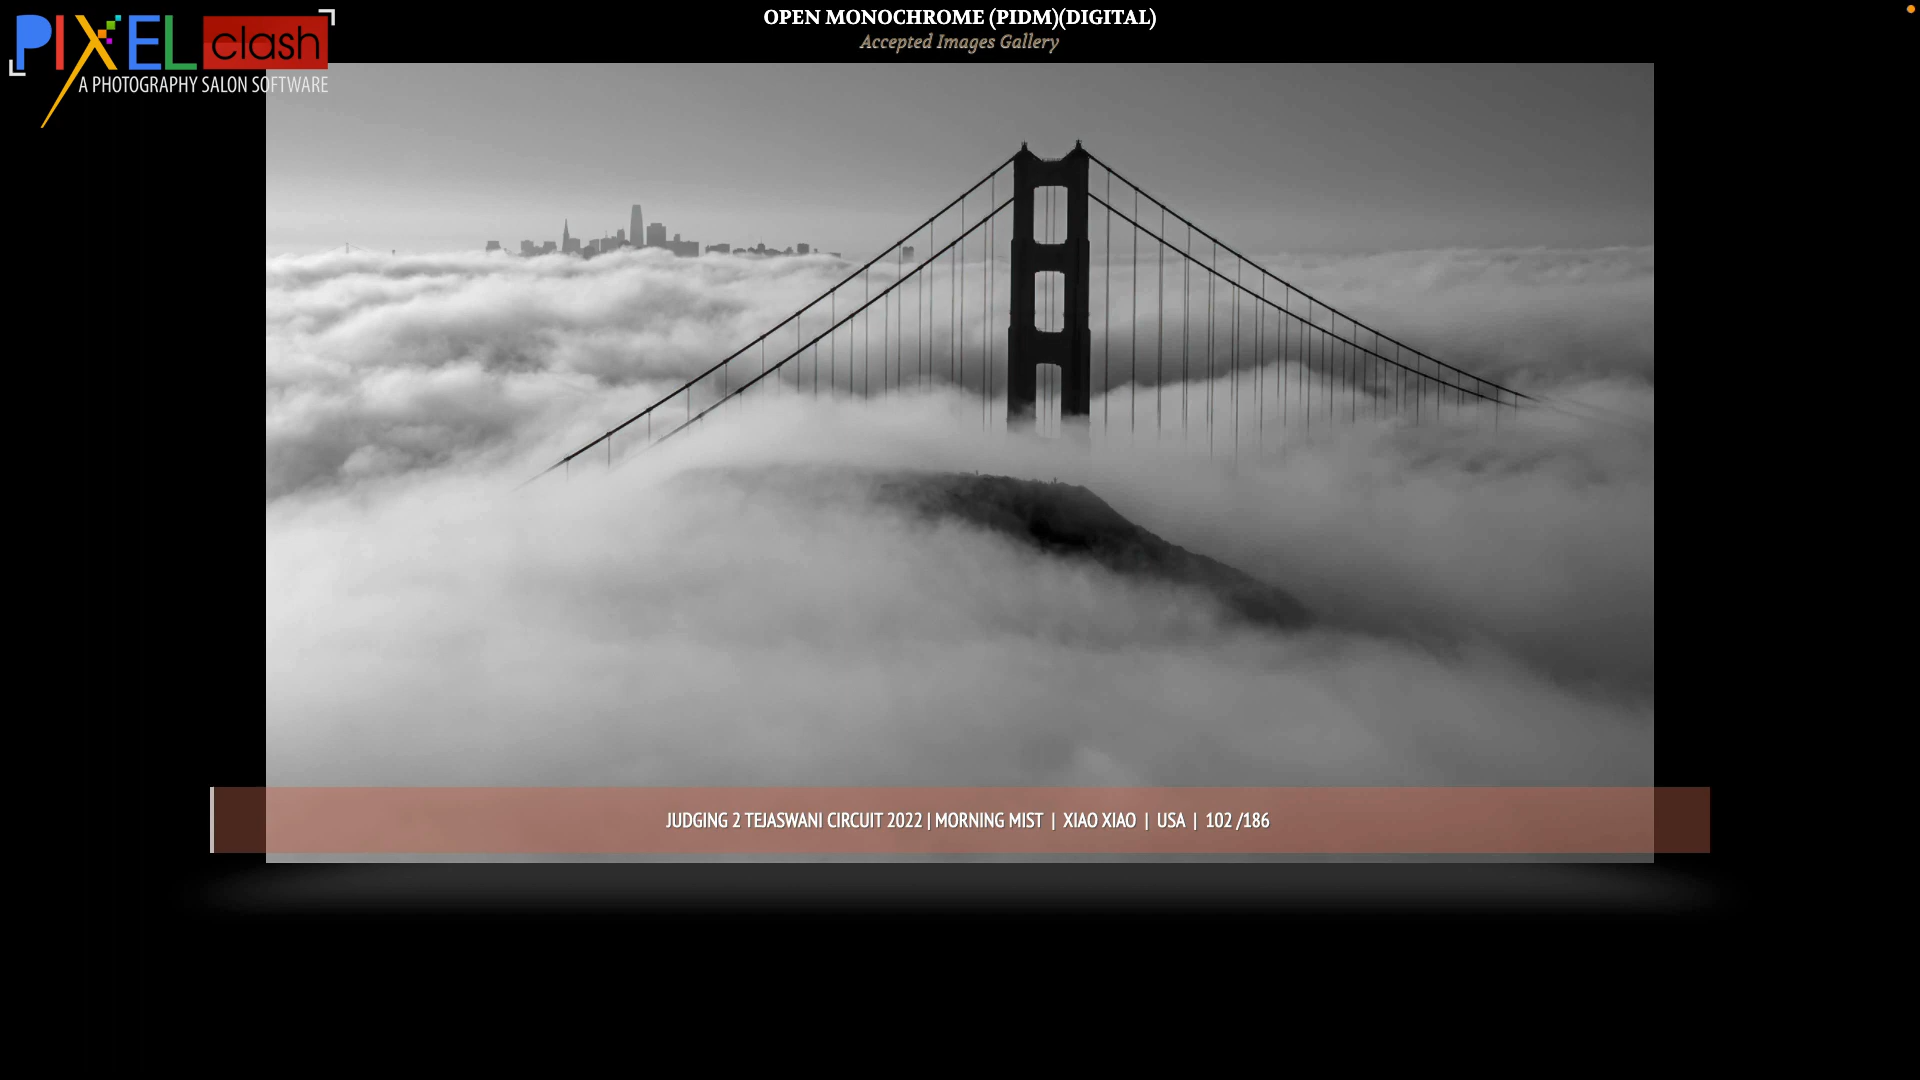 PIXEL clash
A PHOTOGRAPHY SALON SOFTWARE
OPEN MONOCHROME (PIDM)(DIGITAL)
Accepted Images Gallery
JUDGING 2 TEJASWANI CIRCUIT 2022 | MORNING MIST | XIAO XIAO | USA | 102 /186